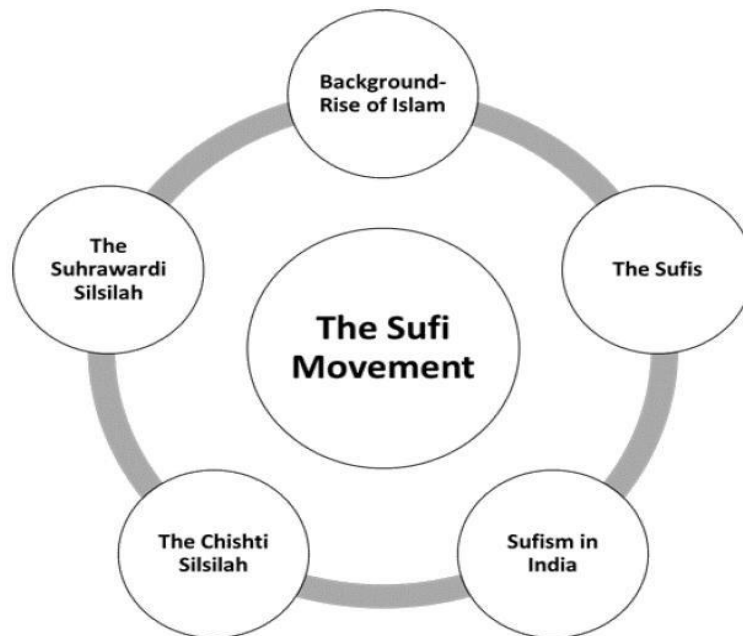 Background-
Rise of Islam
The Sufis
Sufism in
India
The Chishti
Silsilah
The
Suhrawardi
Silsilah
The Sufi
Movement